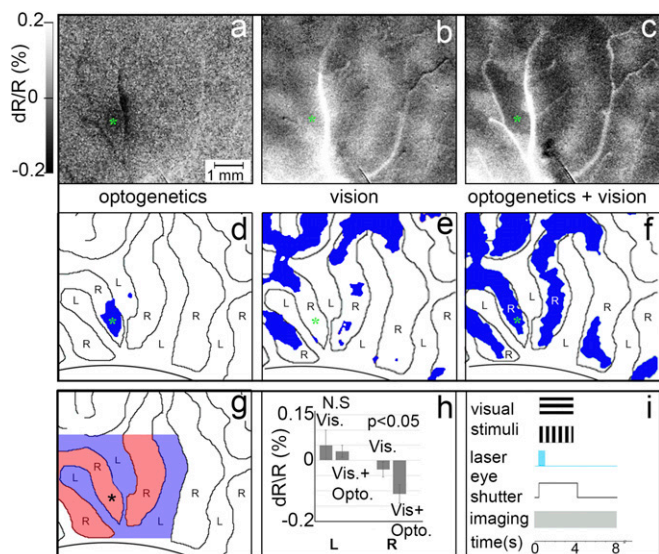 0.2
0
0.2
dR/R (%)
a
b
c
*
*
*
1 mm
optogenetics
vision
optogenetics + vision
d
e
f
L
R
L
R
R
L
R
L
*
L
R
L
R
R
L
R
L
*
L
R
L
R
R
L
R
L
*
g
h
i
R
L
R
L
R
L
R
L
*
N.S
Vis.
p<0.05
Vis.
Vis.+
Opto.
Vis+
Opto.
0.15
0
-0.2
dR\R (%)
L
R
visual
stimuli
laser
eye
shutter
imaging
time(s)
0
4
8